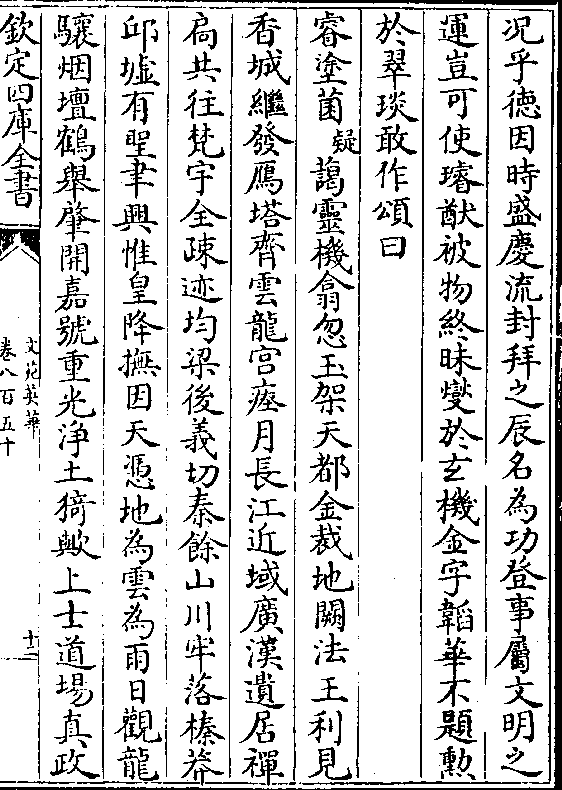 况乎德因時盛慶流封拜之辰名為功登事屬文明之
運豈可使璿猷被物終昧爕於玄機金字韜華不題勲
於翠琰敢作頌曰
睿塗菌疑藹靈機翕忽玉架天都金裁地闕法王利見
香城繼發鴈塔齊雲龍宫瘞月長江近域廣漢遺居禪
扃共往梵宇全疎迹均梁後義切秦餘山川牢落榛莽
邱墟有聖聿興惟皇降撫因天憑地為雲為雨日觀龍
驤烟壇鶴舉肇開嘉號重光浄土猗歟上士道場真政
欽定四庫全書
文苑英華
卷八百五十
十二